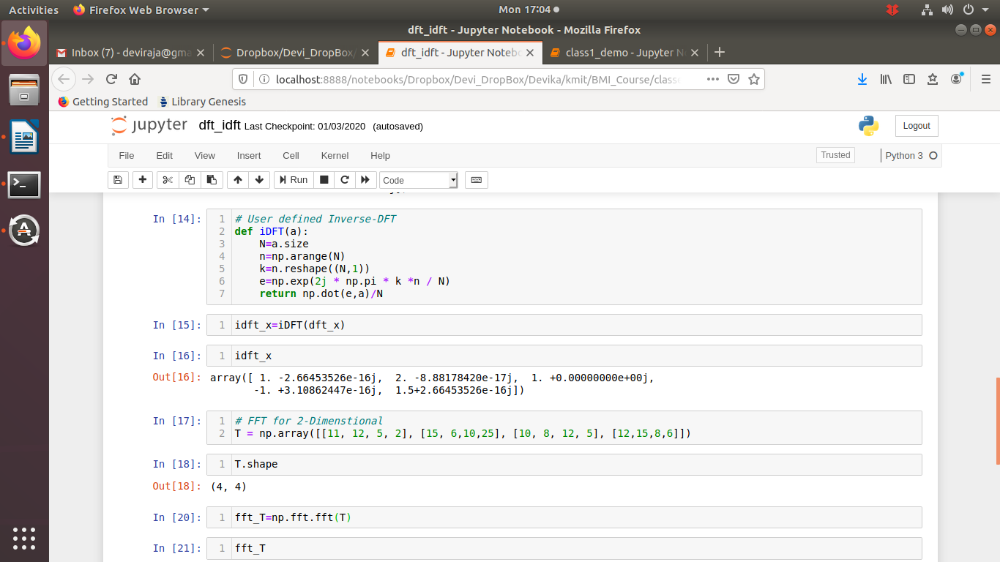 Activities Firefox Web Browser Mon 17:04
dft_idft - Jupyter Notebook - Mozilla Firefox
Inbox (7) - deviraja@gma Dropbox/Devi_DropBox/ dft_idft - Jupyter Notebo class1_demo - Jupyter N
localhost:8888/notebooks/Dropbox/Devi_DropBox/Devika/kmit/BMI_Course/classe
Getting Started Library Genesis
jupyter dft_idft Last Checkpoint: 01/03/2020 (autosaved) Logout
File Edit View Insert Cell Kernel Help Trusted Python 3
Run Code
In [14]: 1 # User defined Inverse-DFT
2 def iDFT(a):
3 N=a.size
4 n=np.arange(N)
5 k=n.reshape((N,1))
6 e=np.exp(2j * np.pi * k *n / N)
7 return np.dot(e,a)/N
In [15]: 1 idft_x=iDFT(dft_x)
In [16]: 1 idft_x
Out[16]: array([ 1. -2.66453526e-16j, 2. -8.88178420e-17j, 1. +0.00000000e+00j,
-1. +3.10862447e-16j, 1.5+2.66453526e-16j])
In [17]: 1 # FFT for 2-Dimenstional
2 T = np.array([[11, 12, 5, 2], [15, 6,10,25], [10, 8, 12, 5], [12,15,8,6]])
In [18]: 1 T.shape
Out[18]: (4, 4)
In [20]: 1 fft_T=np.fft.fft(T)
In [21]: 1 fft_T